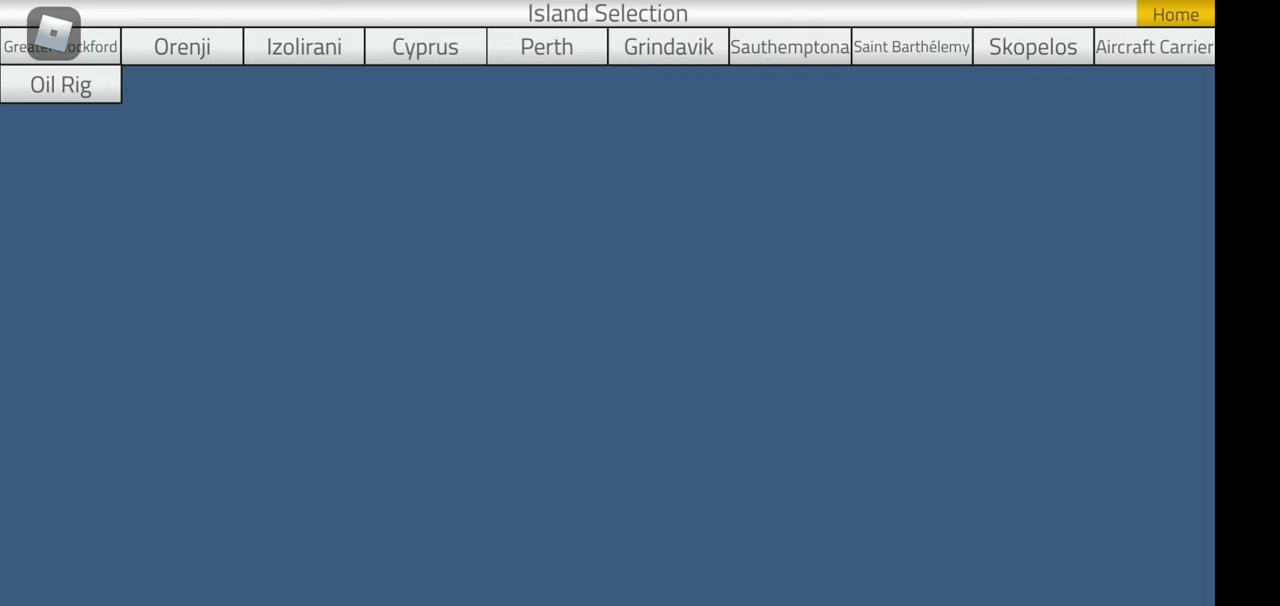 Island Selection
Home
Orenji
Izolirani
Cyprus
Perth
Grindavik
Sauthemptona
Saint Barthélemy
Skopelos
Aircraft Carrier
Oil Rig